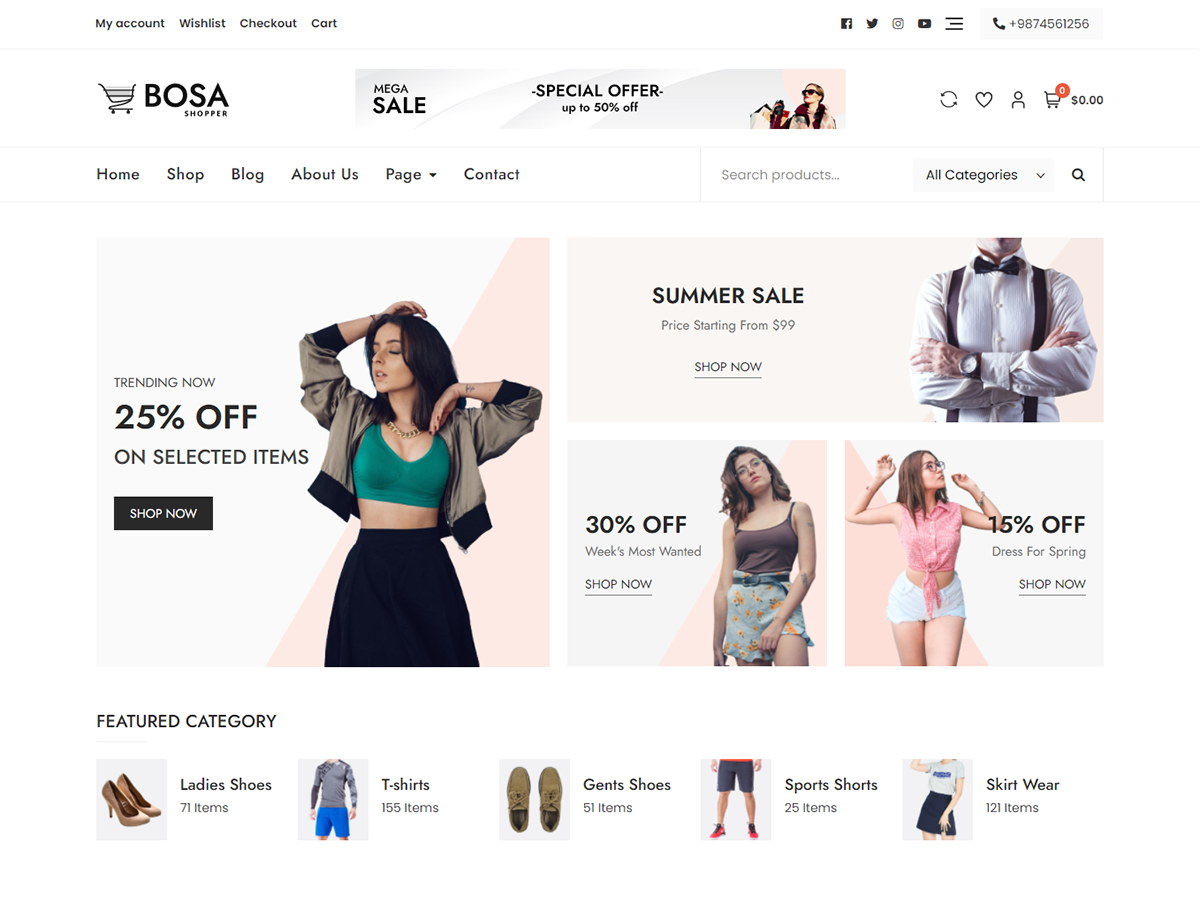 My account Wishlist Checkout Cart
+9874561256
BOSA
SHOPPER
MEGA
SALE
-SPECIAL OFFER-
up to 50% off
0
$0.00
Home Shop Blog About Us Page Contact
Search products...
All Categories
TRENDING NOW
25% OFF
ON SELECTED ITEMS
SHOP NOW
SUMMER SALE
Price Starting From $99
SHOP NOW
30% OFF
Week's Most Wanted
SHOP NOW
15% OFF
Dress For Spring
SHOP NOW
FEATURED CATEGORY
Ladies Shoes
71 Items
T-shirts
155 Items
Gents Shoes
51 Items
Sports Shorts
25 Items
Skirt Wear
121 Items